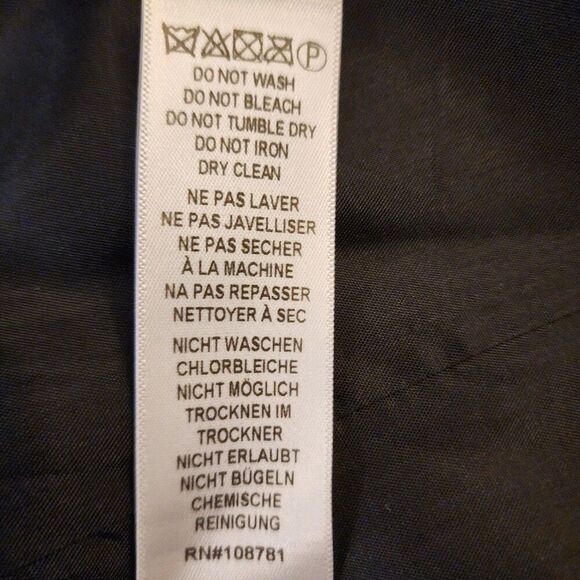 P
DO NOT WASH
DO NOT BLEACH
DO NOT TUMBLE DRY
DO NOT IRON
DRY CLEAN
NE PAS LAVER
NE PAS JAVELLISER
NE PAS SECHER
À LA MACHINE
NA PAS REPASSER
NETTOYER À SEC
NICHT WASCHEN
CHLORBLEICHE
NICHT MÖGLICH
TROCKNEN IM
TROCKNER
NICHT ERLAUBT
NICHT BÜGELN
CHEMISCHE
REINIGUNG
RN#108781